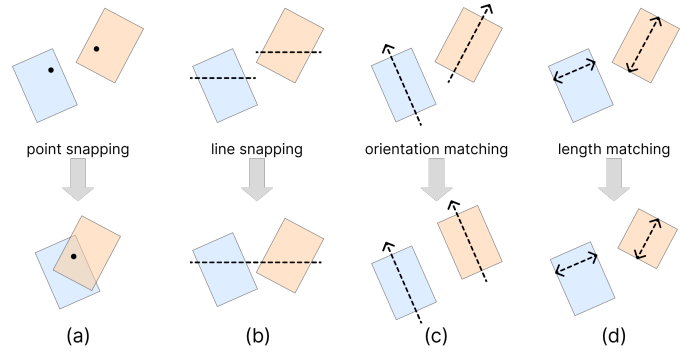 point snapping
line snapping
orientation matching
length matching
(a)
(b)
(c)
(d)